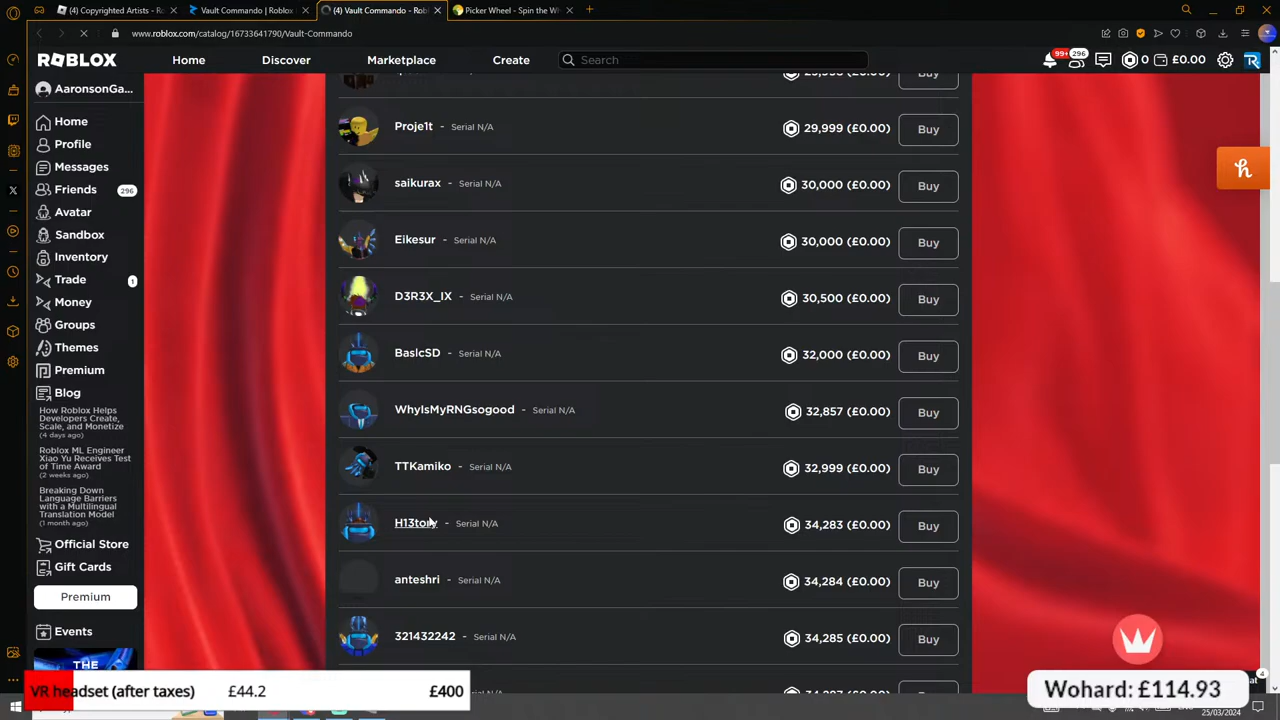 (4) Copyrighted Artists - R
Vault Commando | Roblox
(4) Vault Commando - Rob
Picker Wheel - Spin the W
www.roblox.com/catalog/16733641790/Vault-Commando
ROBLOX
Home
Discover
Marketplace
Create
Search
99+
296
0
£0.00
AaronsonGa...
Home
Profile
Messages
Friends
296
Avatar
Sandbox
Inventory
Trade
1
Money
Groups
Themes
Premium
Blog
How Roblox Helps
Developers Create,
Scale, and Monetize
(4 days ago)
Roblox ML Engineer
Xiao Yu Receives Test
of Time Award
(2 weeks ago)
Breaking Down
Language Barriers
with a Multilingual
Translation Model
(1 month ago)
Official Store
Gift Cards
Premium
Events
THE
Buy
Proje1t - Serial N/A 29,999 (£0.00) Buy
saikurax - Serial N/A 30,000 (£0.00) Buy
Eikesur - Serial N/A 30,000 (£0.00) Buy
D3R3X_IX - Serial N/A 30,500 (£0.00) Buy
BasIcSD - Serial N/A 32,000 (£0.00) Buy
WhyIsMyRNGsogood - Serial N/A 32,857 (£0.00) Buy
TTKamiko - Serial N/A 32,999 (£0.00) Buy
- Serial N/A 34,283 (£0.00) Buy
anteshri - Serial N/A 34,284 (£0.00) Buy
321432242 - Serial N/A 34,285 (£0.00) Buy
VR headset (after taxes) £44.2 £400
Wohard: £114.93
25/03/2024